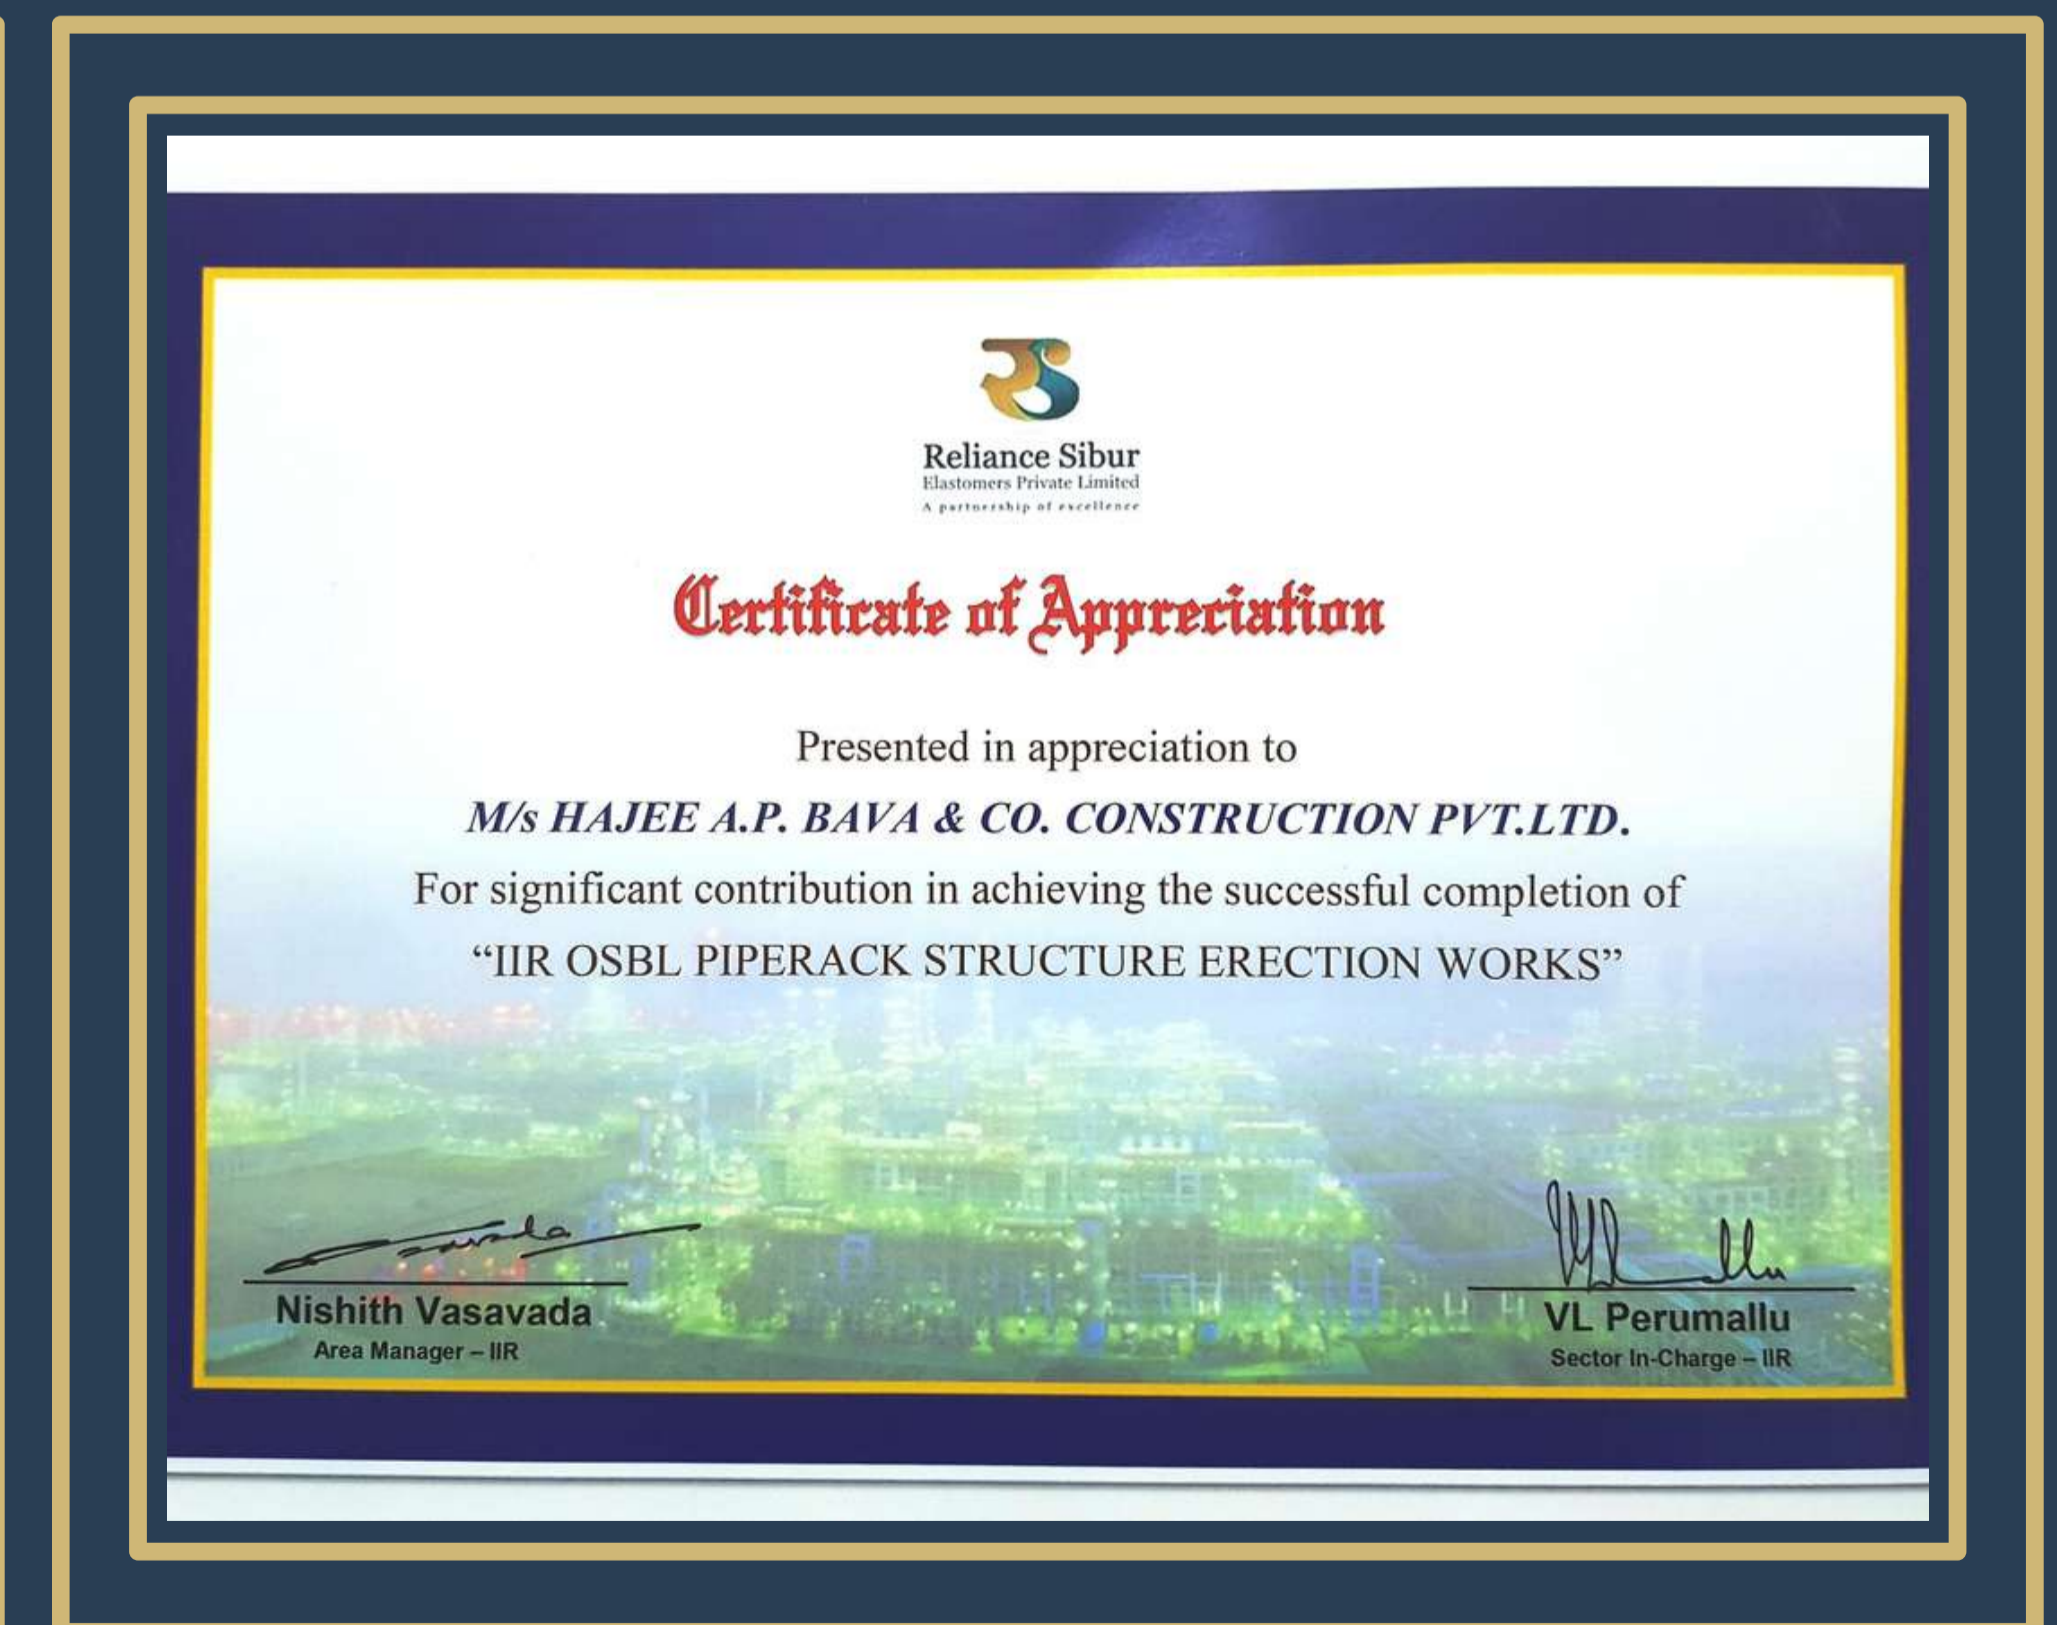 Reliance Sibur
Elastomers Private Limited
A partnership of excellence
Certificate of Appreciation
Presented in appreciation to
M/s HAJEE A.P. BAVA & CO. CONSTRUCTION PVT.LTD.
For significant contribution in achieving the successful completion of
“IIR OSBL PIPERACK STRUCTURE ERECTION WORKS”
Nishith Vasavada
Area Manager – IIR
VL Perumallu
Sector In-Charge – IIR